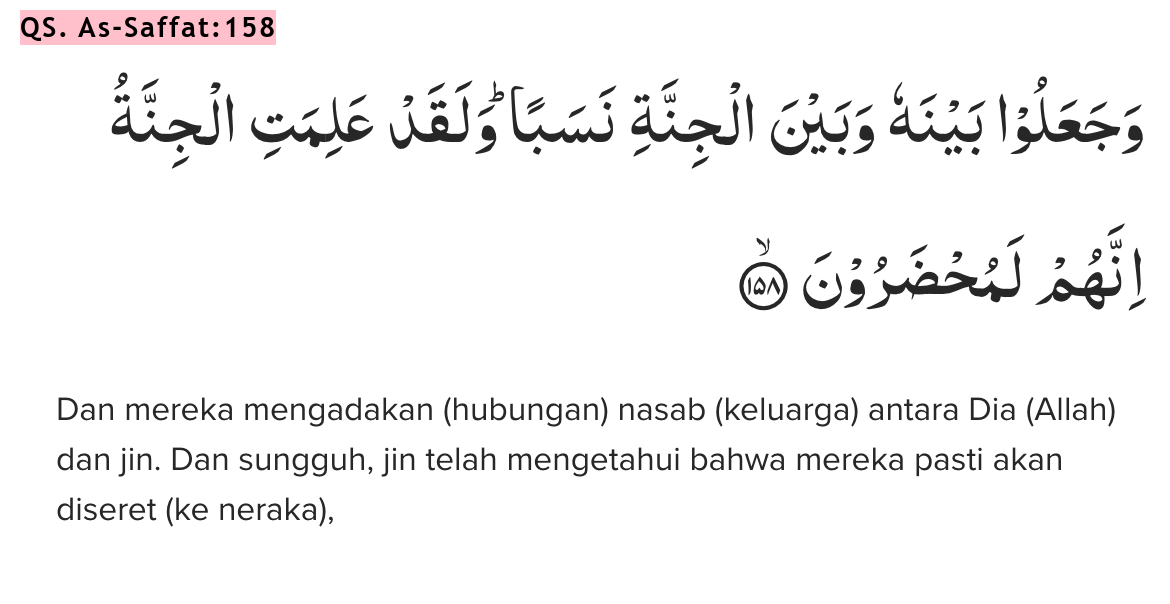 QS. As-Saffat:158
وَجَعَلُوْا بَيْنَهٗ وَبَيْنَ الْجِنَّةِ نَسَبًاۗ وَلَقَدْ عَلِمَتِ الْجِنَّةُ
اِنَّهُمْ لَمُحْضَرُوْنَۙ ١٥٨
Dan mereka mengadakan (hubungan) nasab (keluarga) antara Dia (Allah)
dan jin. Dan sungguh, jin telah mengetahui bahwa mereka pasti akan
diseret (ke neraka),